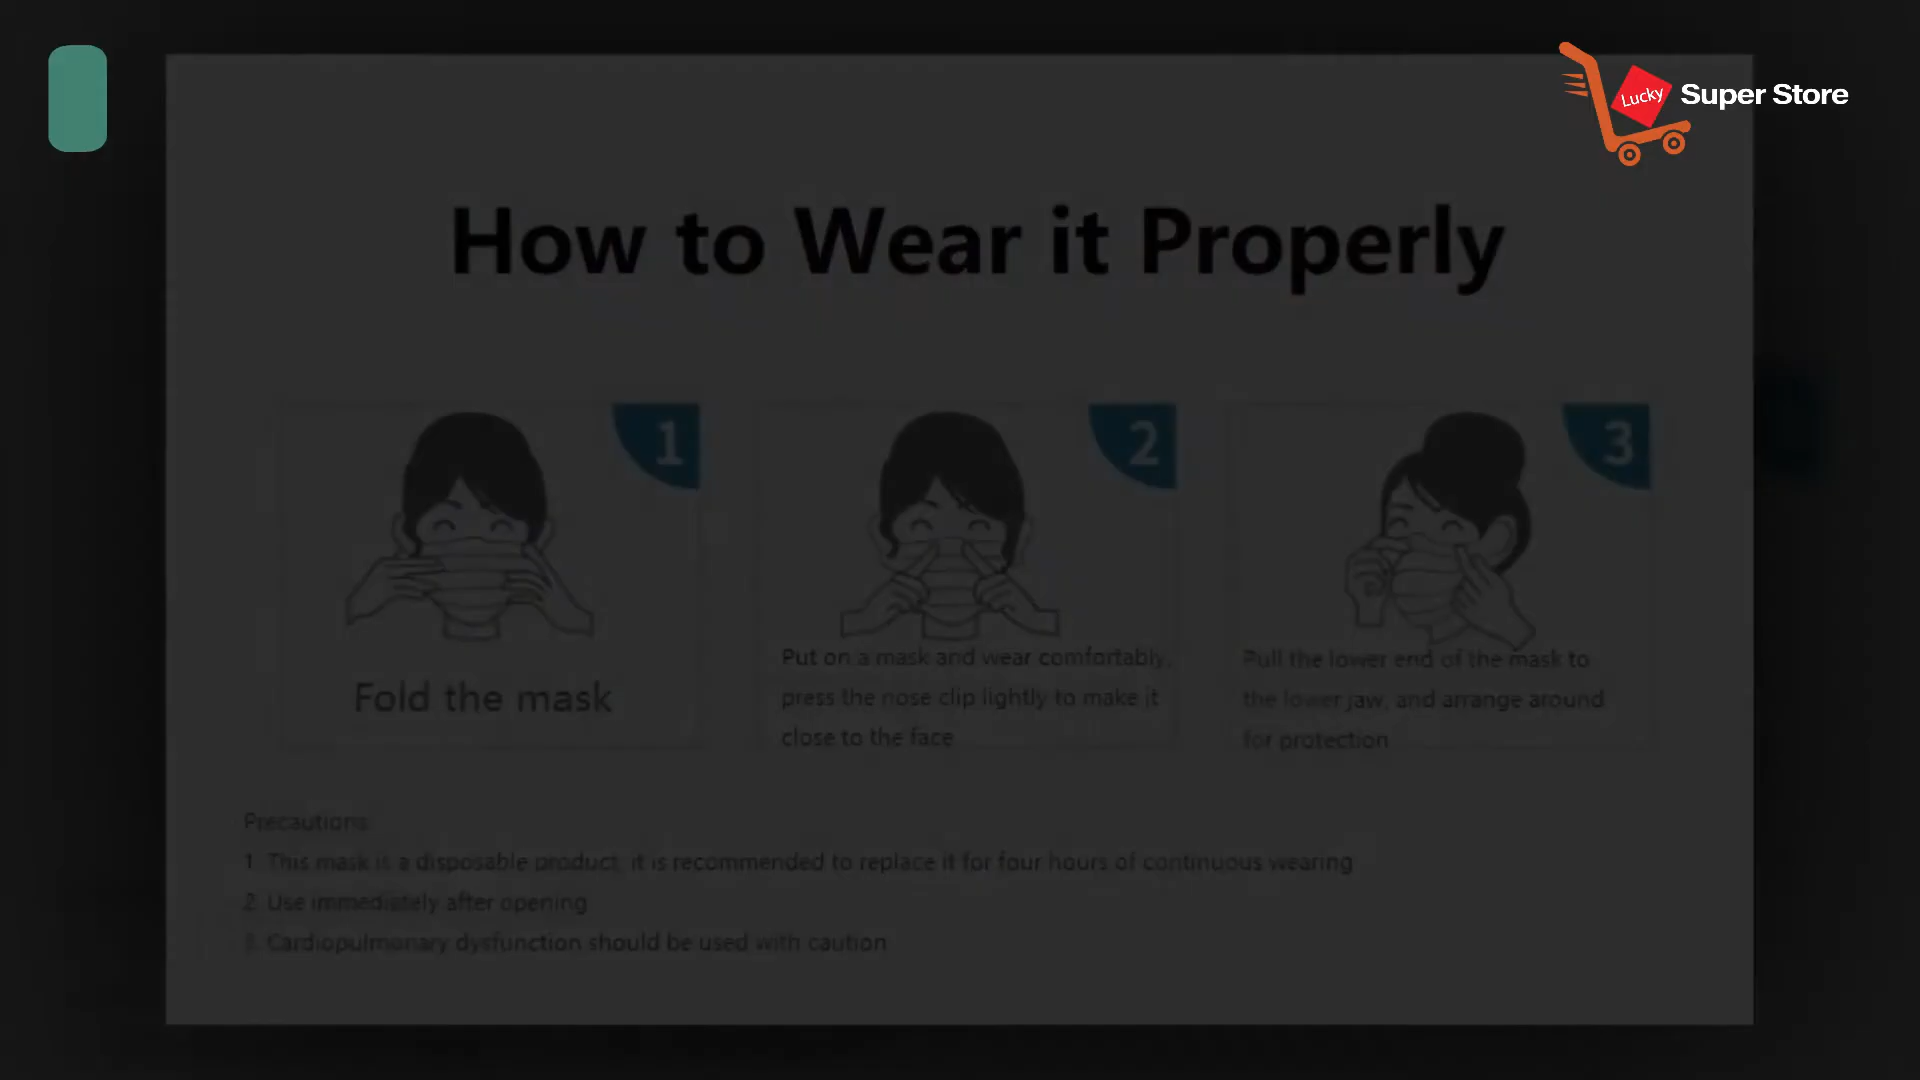 Lucky Super Store
How to Wear it Properly
1
2
3
Fold the mask
Put on a mask and wear comfortably,
press the nose clip lightly to make it
close to the face
Pull the lower end of the mask to
the lower jaw, and arrange around
for protection
Precautions:
1. This mask is a disposable product, it is recommended to replace it for four hours of continuous wearing
2. Use immediately after opening
3. Cardiopulmonary dysfunction should be used with caution